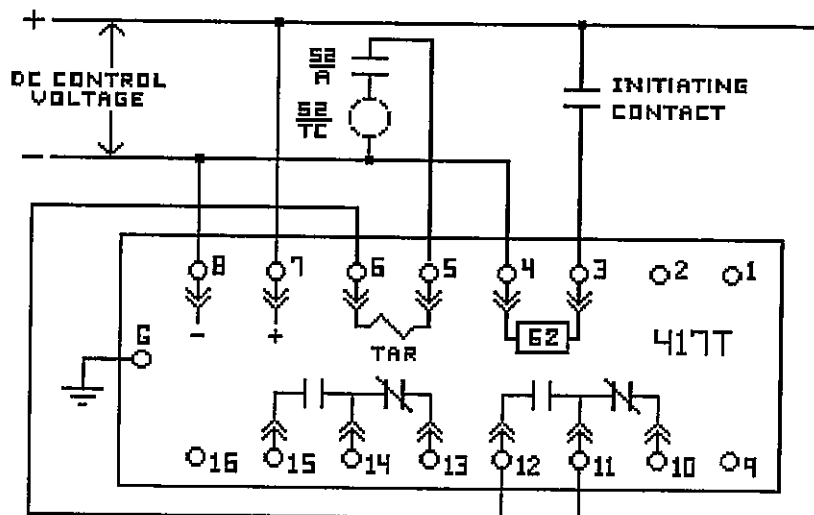 +
DC CONTROL
VOLTAGE
−
52
A
52
TC
INITIATING
CONTACT
8 7 6 5 4 3 2 1
− +
TAR
62
417T
G
16 15 14 13 12 11 10 9